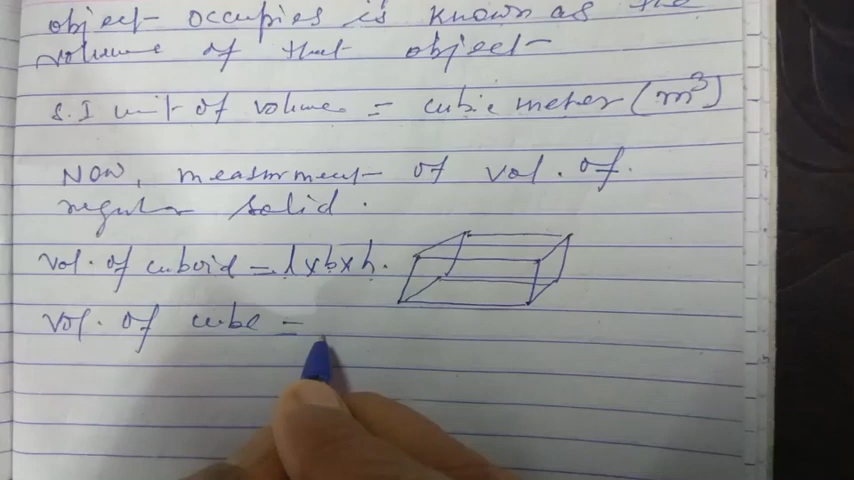 object occupies is known as the
volume of that object
S.I unit of volume = cubic meter (m³)
Now, measurment of vol. of.
regular solid.
vol. of cuboid = l x b x h.
vol. of cube =